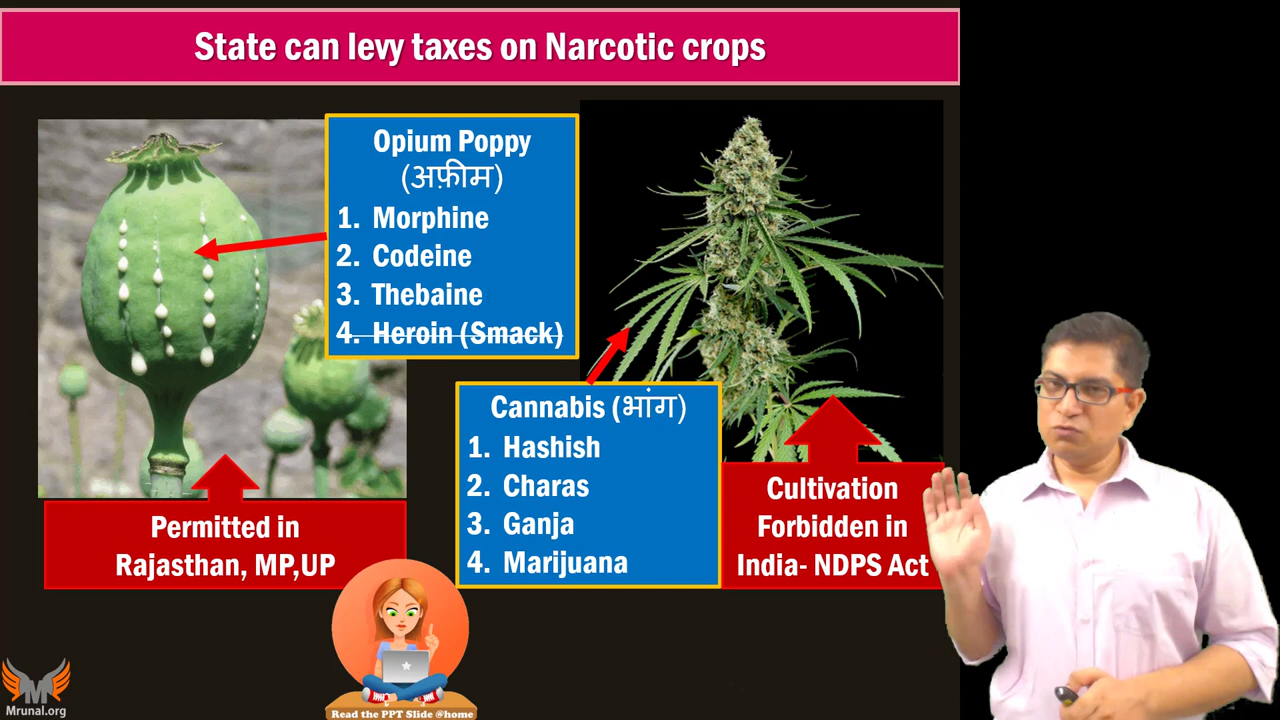 State can levy taxes on Narcotic crops
Opium Poppy
(अफ़ीम)
1. Morphine
2. Codeine
3. Thebaine
4. Heroin (Smack)
Cannabis (भांग)
1. Hashish
2. Charas
3. Ganja
4. Marijuana
Permitted in
Rajasthan, MP,UP
Cultivation
Forbidden in
India- NDPS Act
M
Mrunal.org
Read the PPT Slide @home